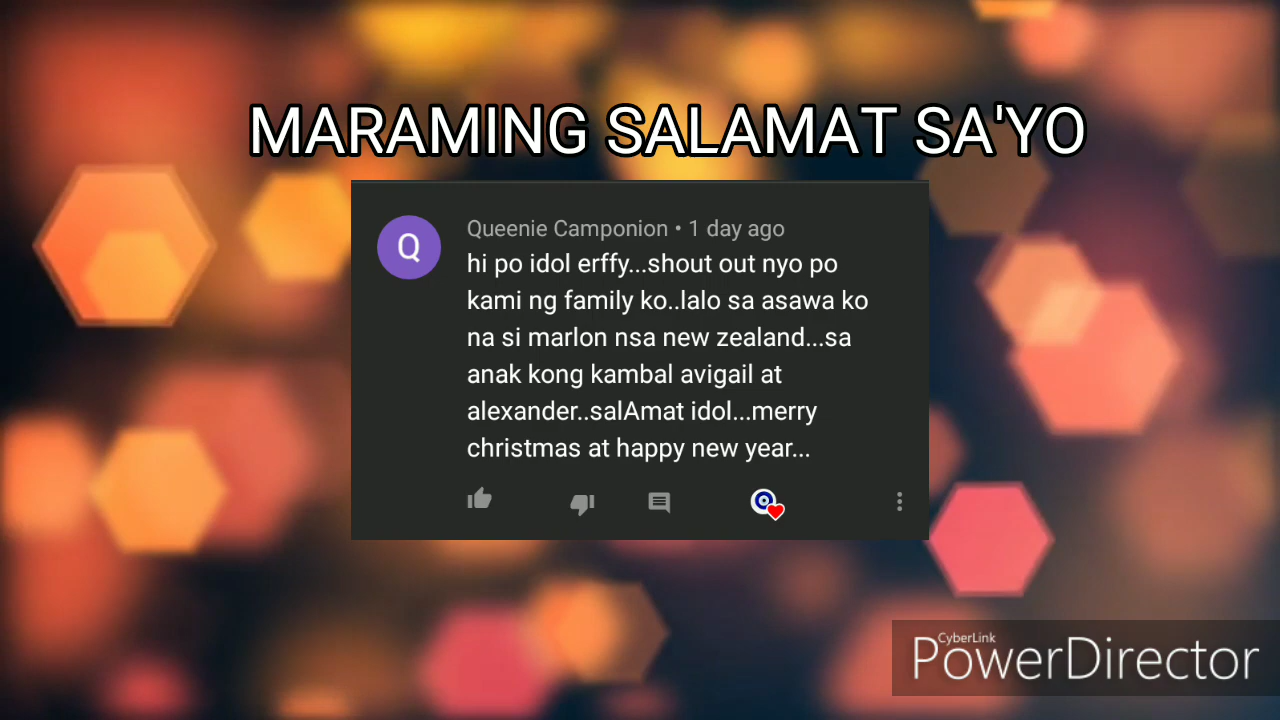 MARAMING SALAMAT SA'YO
Q
Queenie Camponion • 1 day ago
hi po idol erffy...shout out nyo po
kami ng family ko..lalo sa asawa ko
na si marlon nsa new zealand...sa
anak kong kambal avigail at
alexander..salAmat idol...merry
christmas at happy new year...
CyberLink
PowerDirector